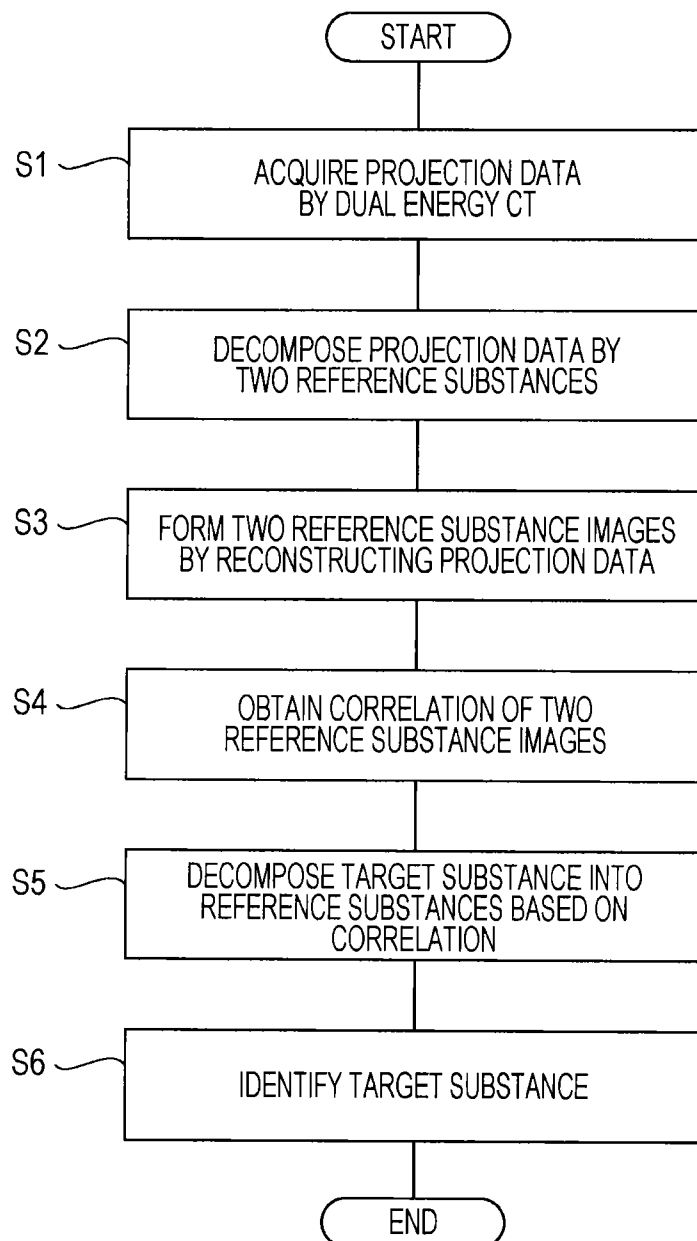 START
S1
ACQUIRE PROJECTION DATA
BY DUAL ENERGY CT
S2
DECOMPOSE PROJECTION DATA BY
TWO REFERENCE SUBSTANCES
S3
FORM TWO REFERENCE SUBSTANCE IMAGES
BY RECONSTRUCTING PROJECTION DATA
S4
OBTAIN CORRELATION OF TWO
REFERENCE SUBSTANCE IMAGES
S5
DECOMPOSE TARGET SUBSTANCE INTO
REFERENCE SUBSTANCES BASED ON
CORRELATION
S6
IDENTIFY TARGET SUBSTANCE
END